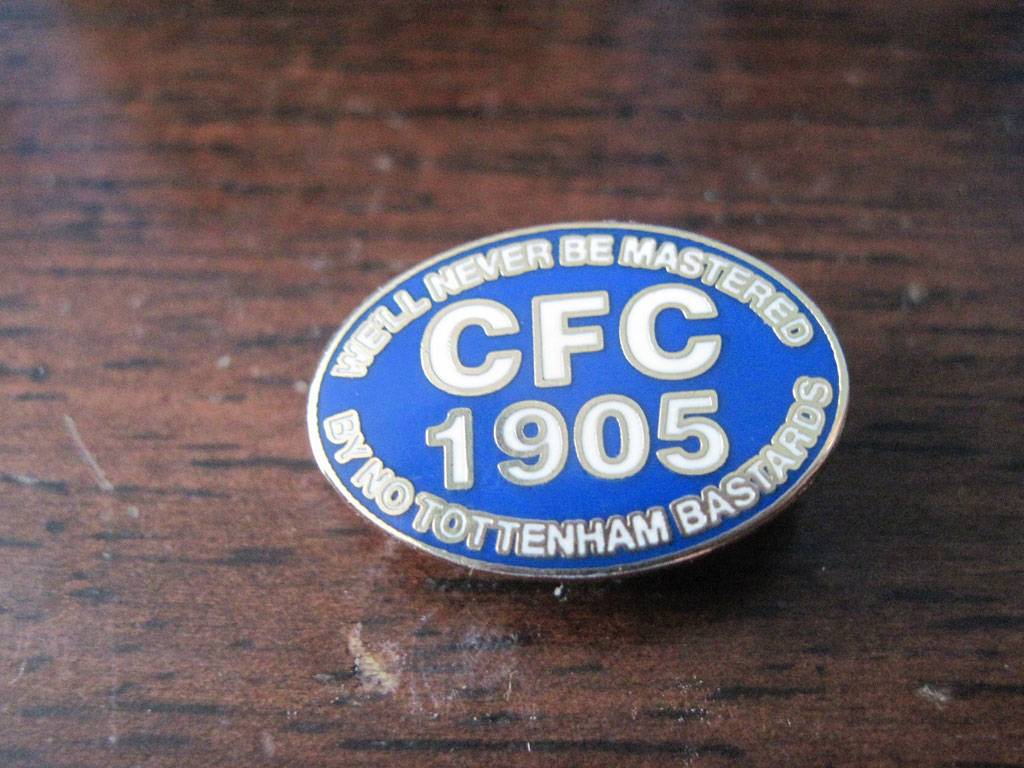 WE'LL NEVER BE MASTERED
CFC
1905
BY NO TOTTENHAM BASTARDS